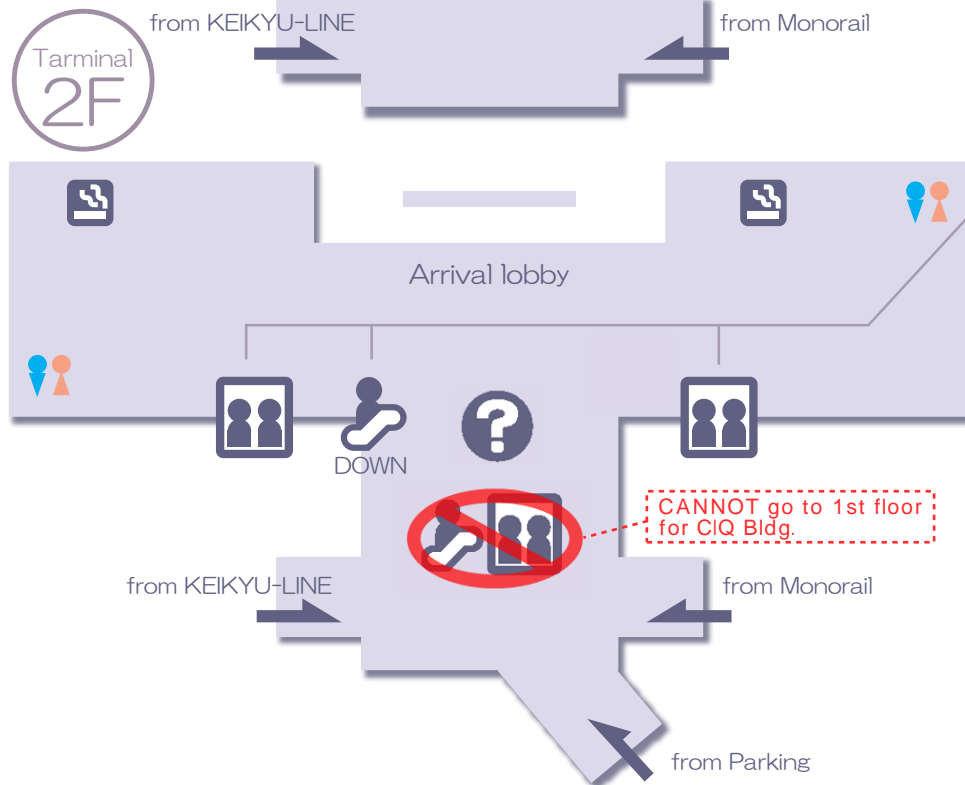 from KEIKYU-LINE
from Monorail
Tarminal
2F
Arrival lobby
?
DOWN
CANNOT go to 1st floor
for CIQ Bldg.
from KEIKYU-LINE
from Monorail
from Parking